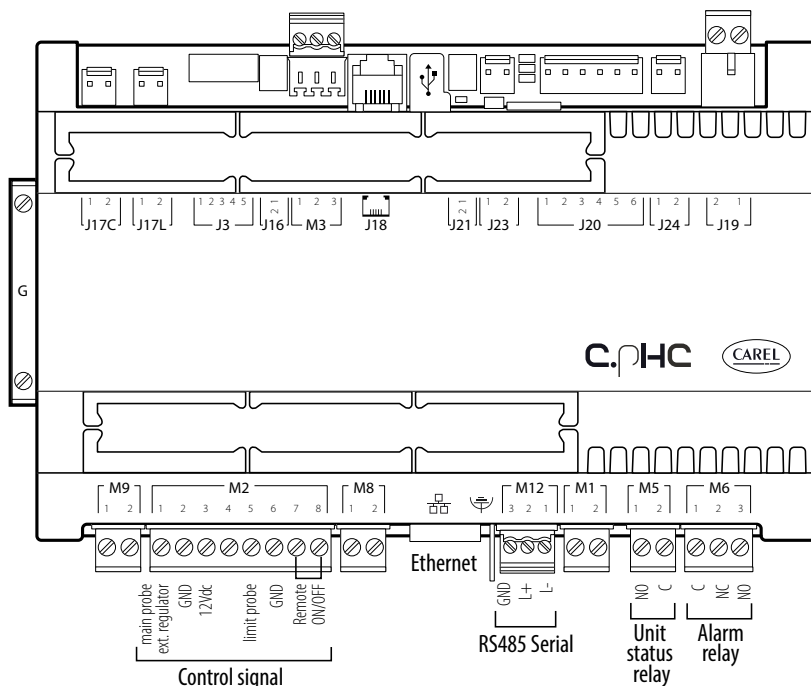 1 2
1 2
1 2 3 4 5
2 1
1 2 3
2 1
1 2
1 2 3 4 5 6
1 2
2 1
J17C
J17L
J3
J16
M3
J18
J21
J23
J20
J24
J19
G
c.pHC
CAREL
M9
M2
M8
M12
M1
M5
M6
1 2
1 2 3 4 5 6 7 8
1 2
3 2 1
1 2
1 2
1 2 3
Ethernet
main probe
ext. regulator
GND
12Vdc
limit probe
GND
Remote
ON/OFF
GND
L+
L-
NO
C
C
NC
NO
Control signal
RS485 Serial
Unit
status
relay
Alarm
relay